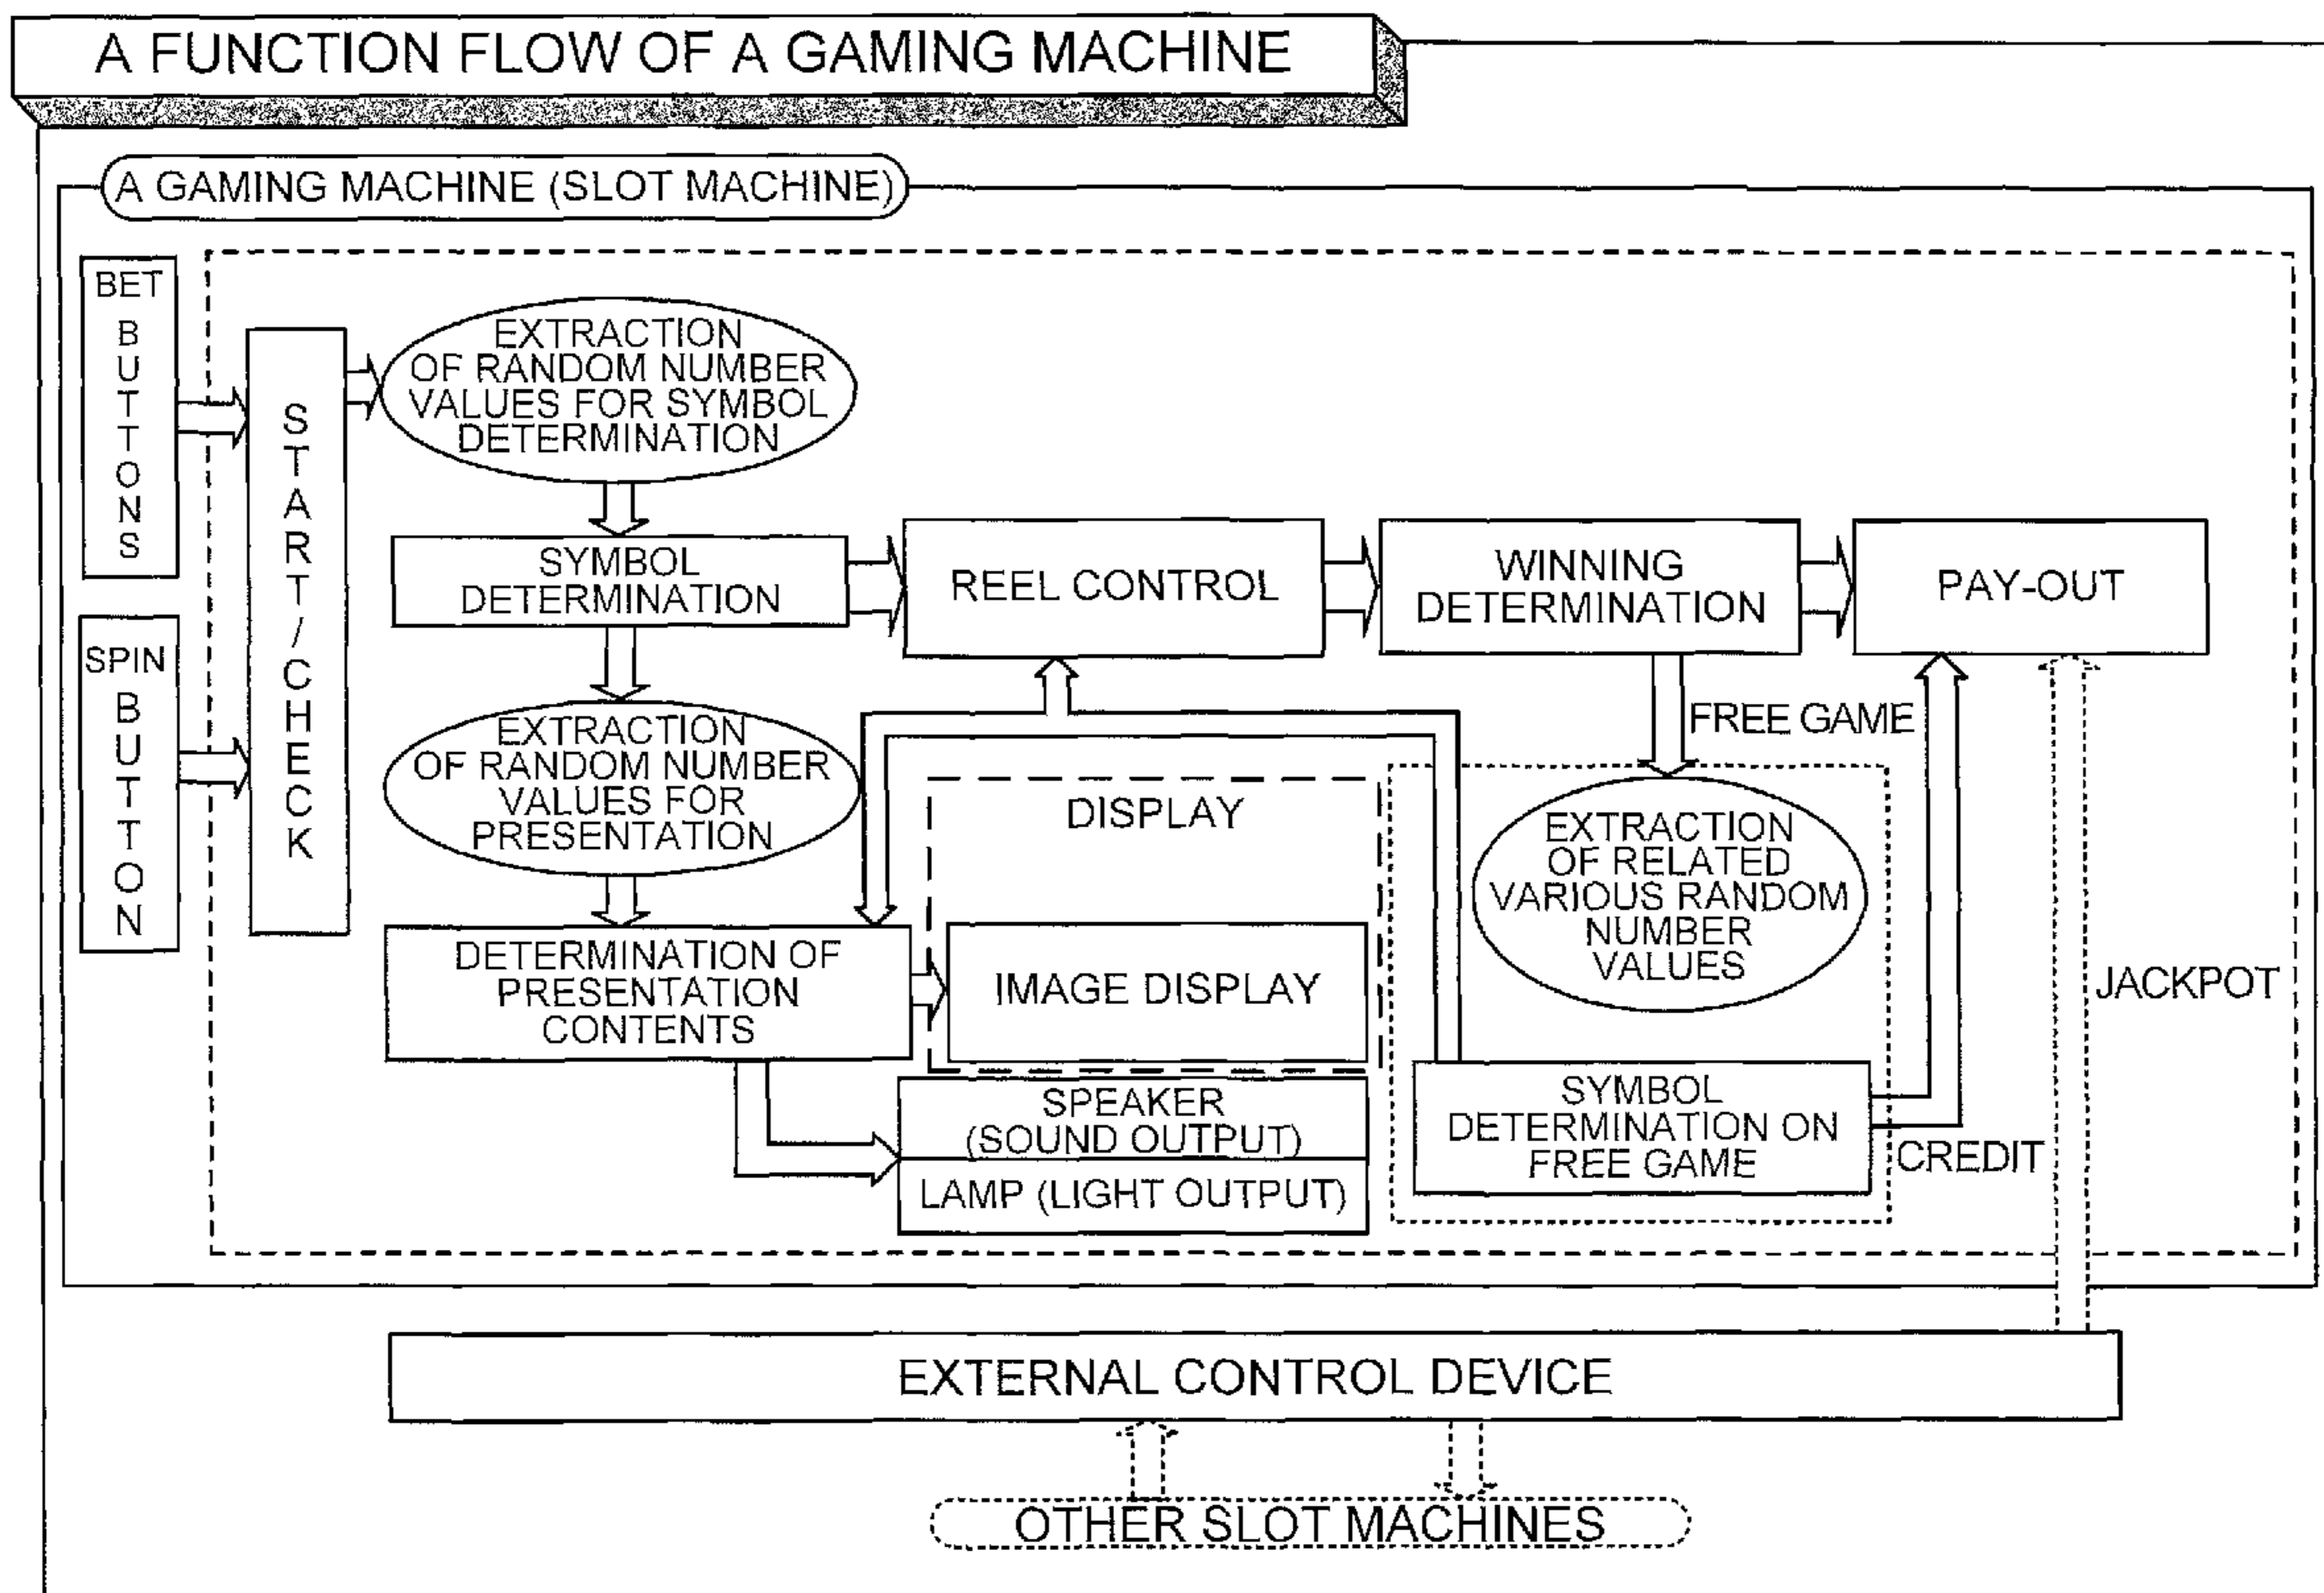 A FUNCTION FLOW OF A GAMING MACHINE
A GAMING MACHINE (SLOT MACHINE)
BET
BUTTONS
SPIN
BUTTON
START/CHECK
EXTRACTION
OF RANDOM NUMBER
VALUES FOR SYMBOL
DETERMINATION
SYMBOL
DETERMINATION
REEL CONTROL
WINNING
DETERMINATION
PAY-OUT
EXTRACTION
OF RANDOM NUMBER
VALUES FOR
PRESENTATION
FREE GAME
DISPLAY
EXTRACTION
OF RELATED
VARIOUS RANDOM
NUMBER
VALUES
DETERMINATION OF
PRESENTATION
CONTENTS
IMAGE DISPLAY
JACKPOT
SPEAKER
(SOUND OUTPUT)
LAMP (LIGHT OUTPUT)
SYMBOL
DETERMINATION ON
FREE GAME
CREDIT
EXTERNAL CONTROL DEVICE
OTHER SLOT MACHINES